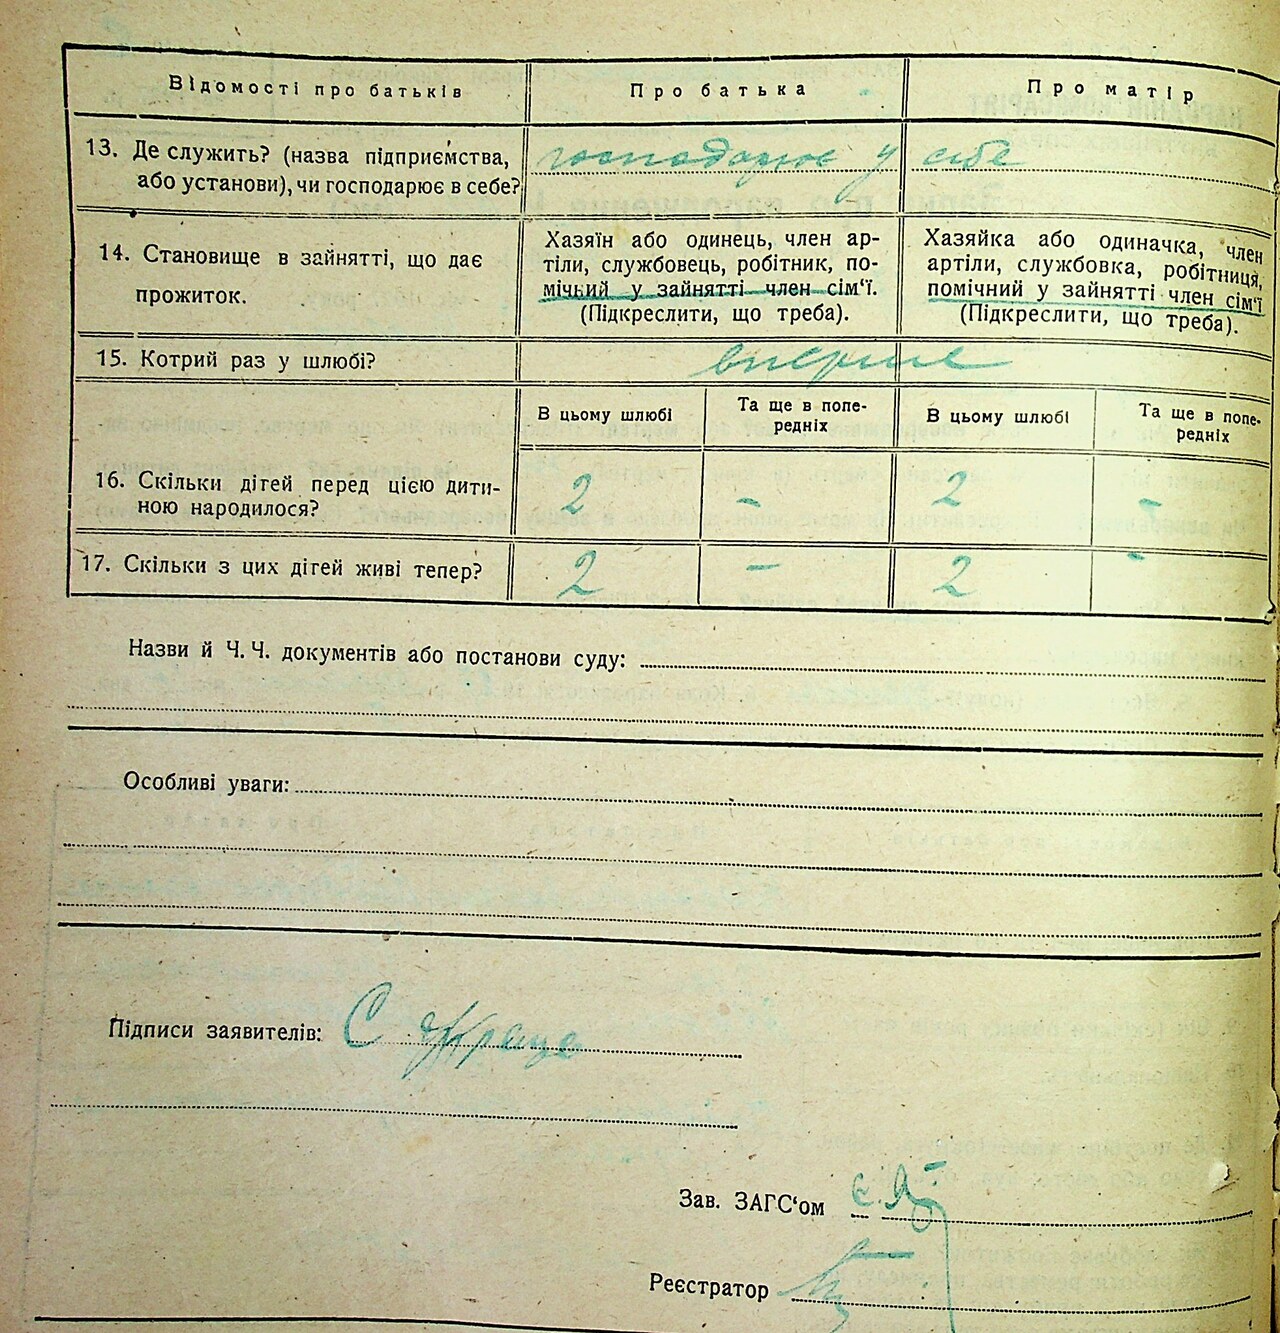 Відомості про батьків Про батька Про матір
13. Де служить? (назва підприємства, господарює у себе
або установи), чи господарює в себе?
14. Становище в зайнятті, що дає
прожиток.
Хазяїн або одинець, член ар-
тіли, службовець, робітник, по-
мічний у зайнятті член сім'ї.
(Підкреслити, що треба).
Хазяйка або одиначка, член
артіли, службовка, робітниця,
помічний у зайнятті член сім'ї
(Підкреслити, що треба).
15. Котрий раз у шлюбі? вперше
В цьому шлюбі Та ще в попе-
редніх
В цьому шлюбі Та ще в попе-
редніх
16. Скільки дігей перед цією дити-
ною народилося?
2 - 2 -
17. Скільки з цих дігей живі тепер? 2 - 2 -
Назви й Ч. Ч. документів або постанови суду:
Особливі уваги:
Підписи заявителів: С
Зав. ЗАГС'ом
Реєстратор